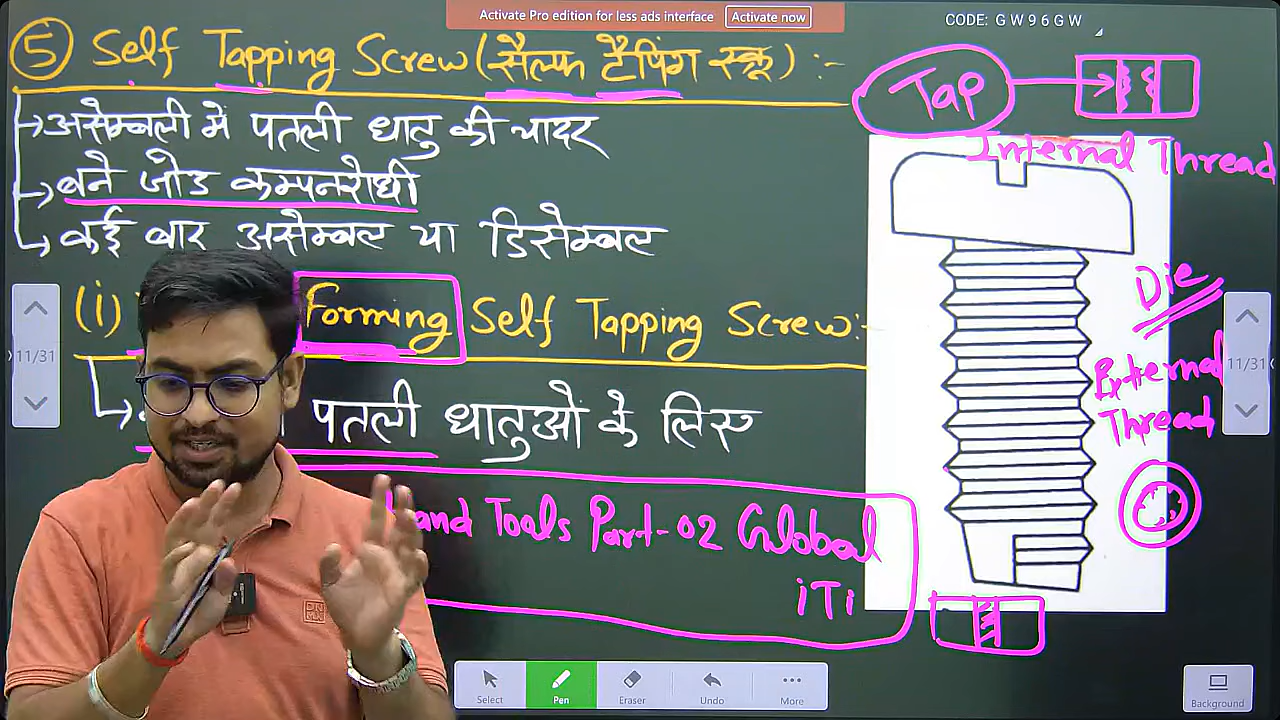 Activate Pro edition for less ads interface Activate now
CODE: GW96GW
⑤ Self Tapping Screw (सैल्फ टैपिंग स्क्रू) :-
Tap
Internal Thread
→ असेम्बली में पतली धातु की चादर
→ बने जोड कम्पनरोधी
→ कई बार असेम्बल या डिसेम्बल
(i) Forming Self Tapping Screw:-
Die
External
Thread
11/31
11/31
पतली धातुओं के लिए
Hand Tools Part-02 Global
iTi
Select
Pen
Eraser
Undo
More
Background